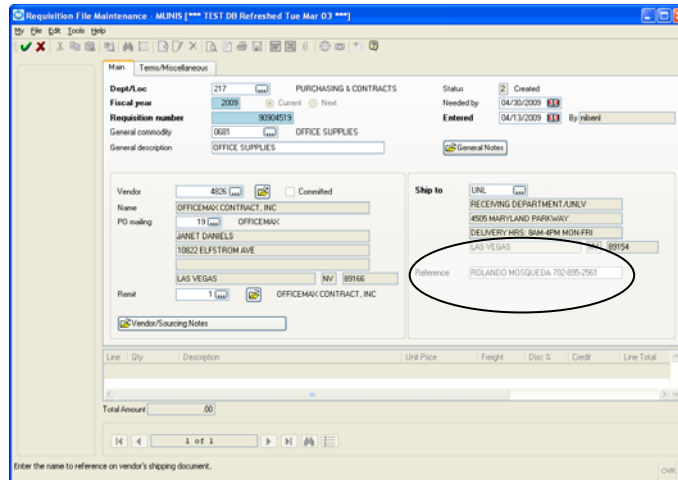 Requisition File Maintenance - MUNIS [*** TEST DB Refreshed Tue Mar 03 ***]
My File Edit Tools Help
Main Terms/Miscellaneous
Dept/Loc 217 PURCHASING & CONTRACTS Status 2 Created
Fiscal year 2009 Current Next Needed by 04/30/2009
Requisition number 90904519 Entered 04/13/2009 By
General commodity 0681 OFFICE SUPPLIES
General description OFFICE SUPPLIES General Notes
Vendor 4826 Committed Ship to UNL
Name OFFICEMAX CONTRACT, INC RECEIVING DEPARTMENT/UNLV
PO mailing 19 OFFICEMAX 4505 MARYLAND PARKWAY
JANET DANIELS DELIVERY HRS: 8AM-4PM MON-FRI
10822 ELFSTROM AVE LAS VEGAS NV 89154
Reference ROLANDO MOSQUEDA 702-895-2561
LAS VEGAS NV 89166
Remit 1 OFFICEMAX CONTRACT, INC
Vendor/Sourcing Notes
Line Qty Description Unit Price Freight Disc % Credit Line Total
Total Amount .00
1 of 1
Enter the name to reference on vendor's shipping document.
OVR